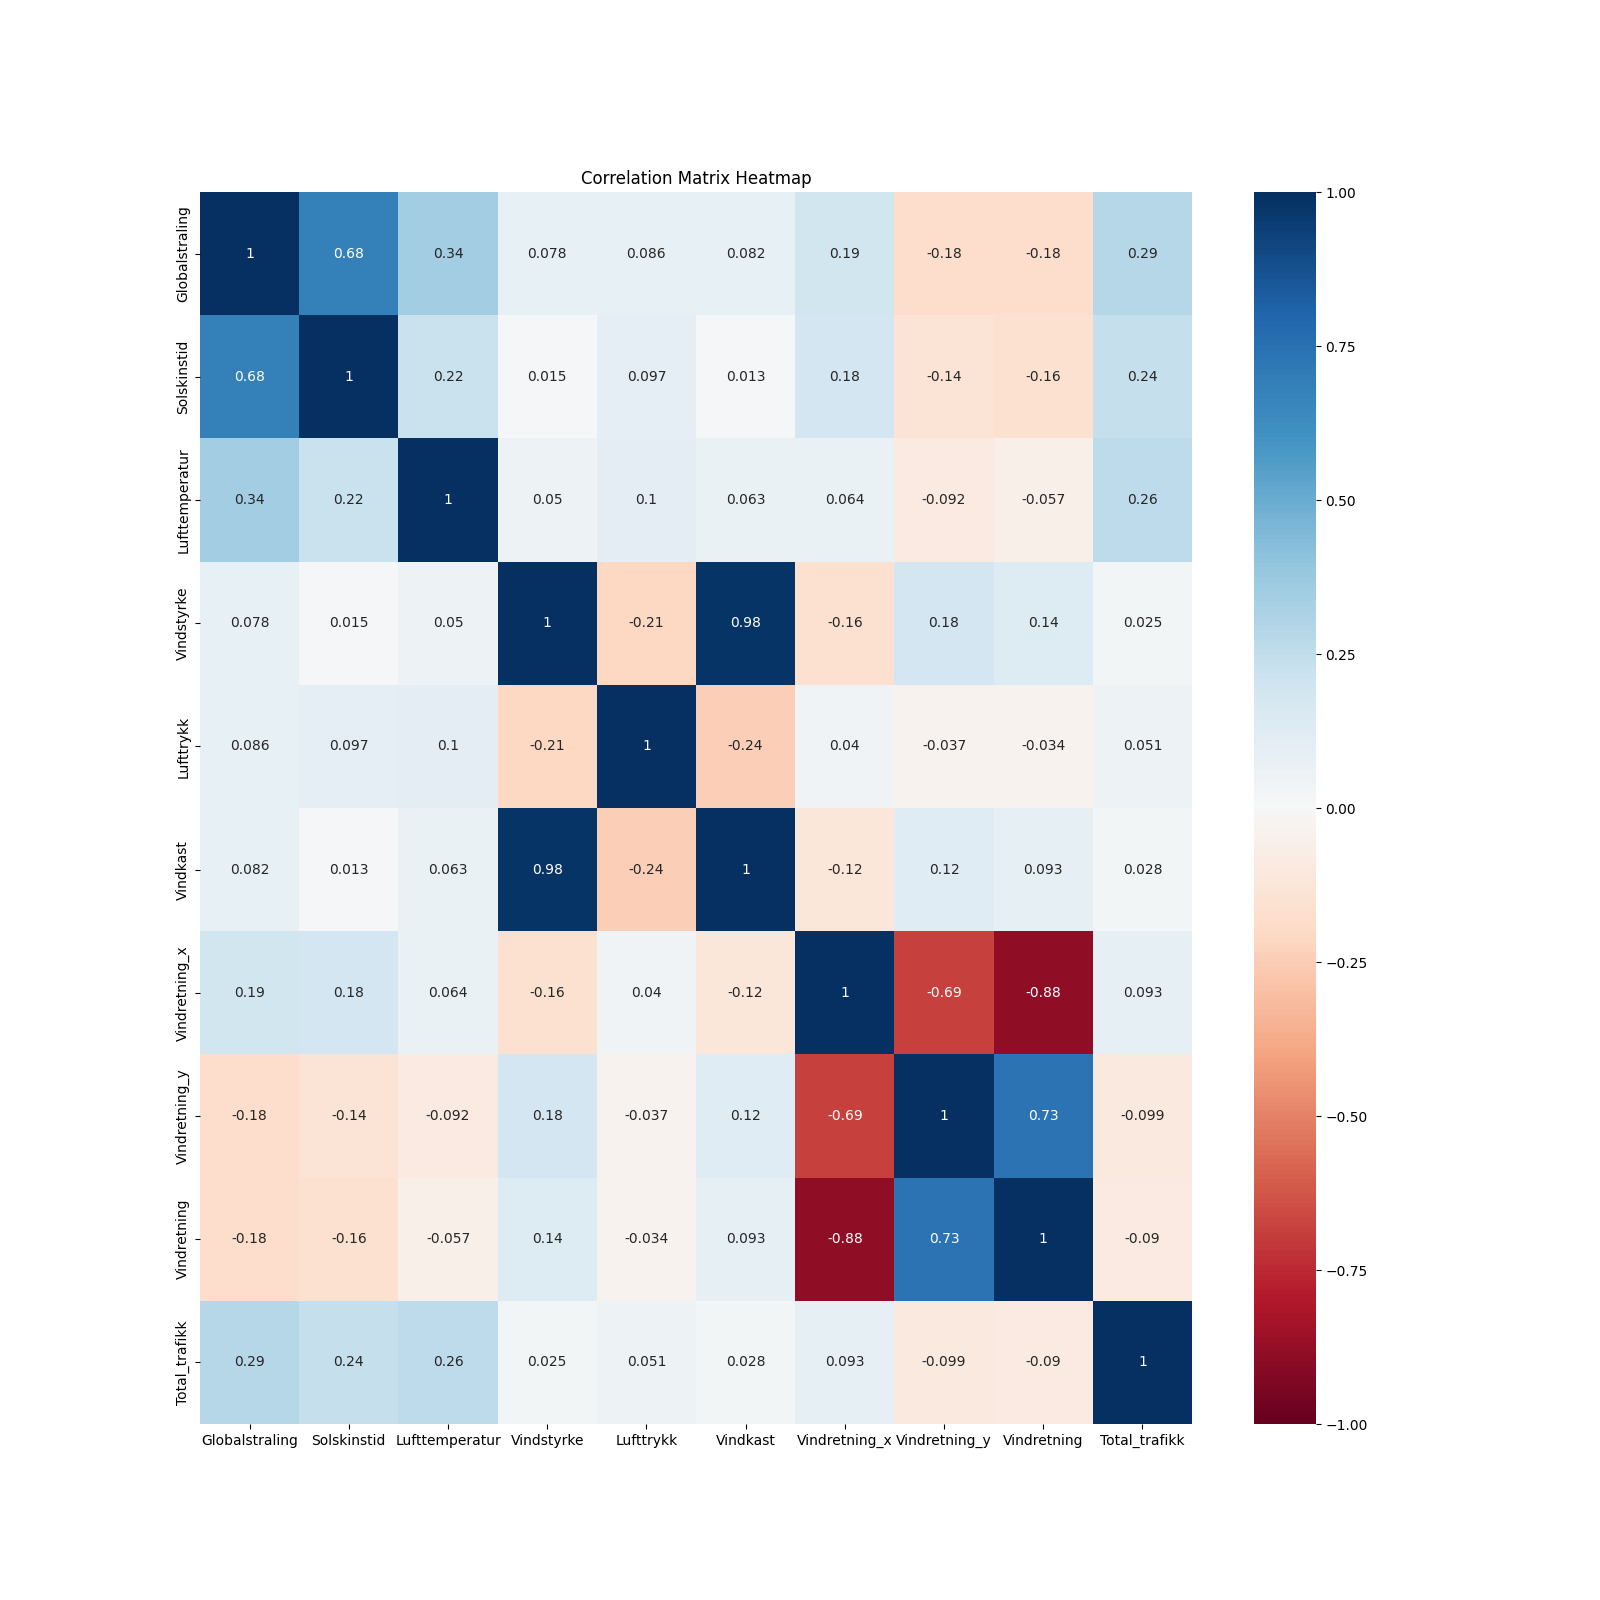 Correlation Matrix Heatmap
Globalstraling 1 0.68 0.34 0.078 0.086 0.082 0.19 -0.18 -0.18 0.29
Solskinstid 0.68 1 0.22 0.015 0.097 0.013 0.18 -0.14 -0.16 0.24
Lufttemperatur 0.34 0.22 1 0.05 0.1 0.063 0.064 -0.092 -0.057 0.26
Vindstyrke 0.078 0.015 0.05 1 -0.21 0.98 -0.16 0.18 0.14 0.025
Lufttrykk 0.086 0.097 0.1 -0.21 1 -0.24 0.04 -0.037 -0.034 0.051
Vindkast 0.082 0.013 0.063 0.98 -0.24 1 -0.12 0.12 0.093 0.028
Vindretning_x 0.19 0.18 0.064 -0.16 0.04 -0.12 1 -0.69 -0.88 0.093
Vindretning_y -0.18 -0.14 -0.092 0.18 -0.037 0.12 -0.69 1 0.73 -0.099
Vindretning -0.18 -0.16 -0.057 0.14 -0.034 0.093 -0.88 0.73 1 -0.09
Total_trafikk 0.29 0.24 0.26 0.025 0.051 0.028 0.093 -0.099 -0.09 1
Globalstraling Solskinstid Lufttemperatur Vindstyrke Lufttrykk Vindkast Vindretning_x Vindretning_y Vindretning Total_trafikk
1.00
0.75
0.50
0.25
0.00
−0.25
−0.50
−0.75
−1.00